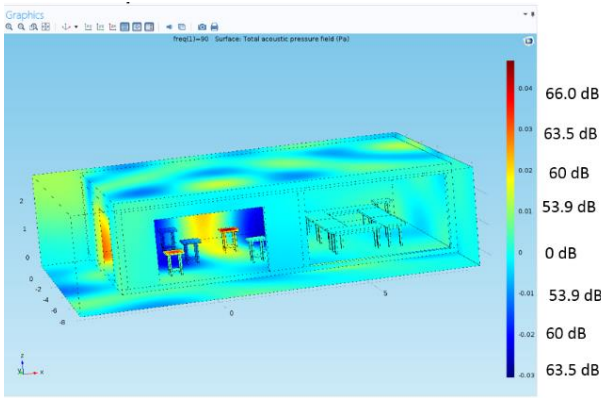 Graphics
freq(1)=90 Surface: Total acoustic pressure field (Pa)
0.04
66.0 dB
0.03
63.5 dB
0.02
60 dB
0.01
53.9 dB
0
0 dB
-0.01
53.9 dB
-0.02
60 dB
-0.03
63.5 dB
2
1
0
0
-2
-4
-6
-8
0
5
z
y
x